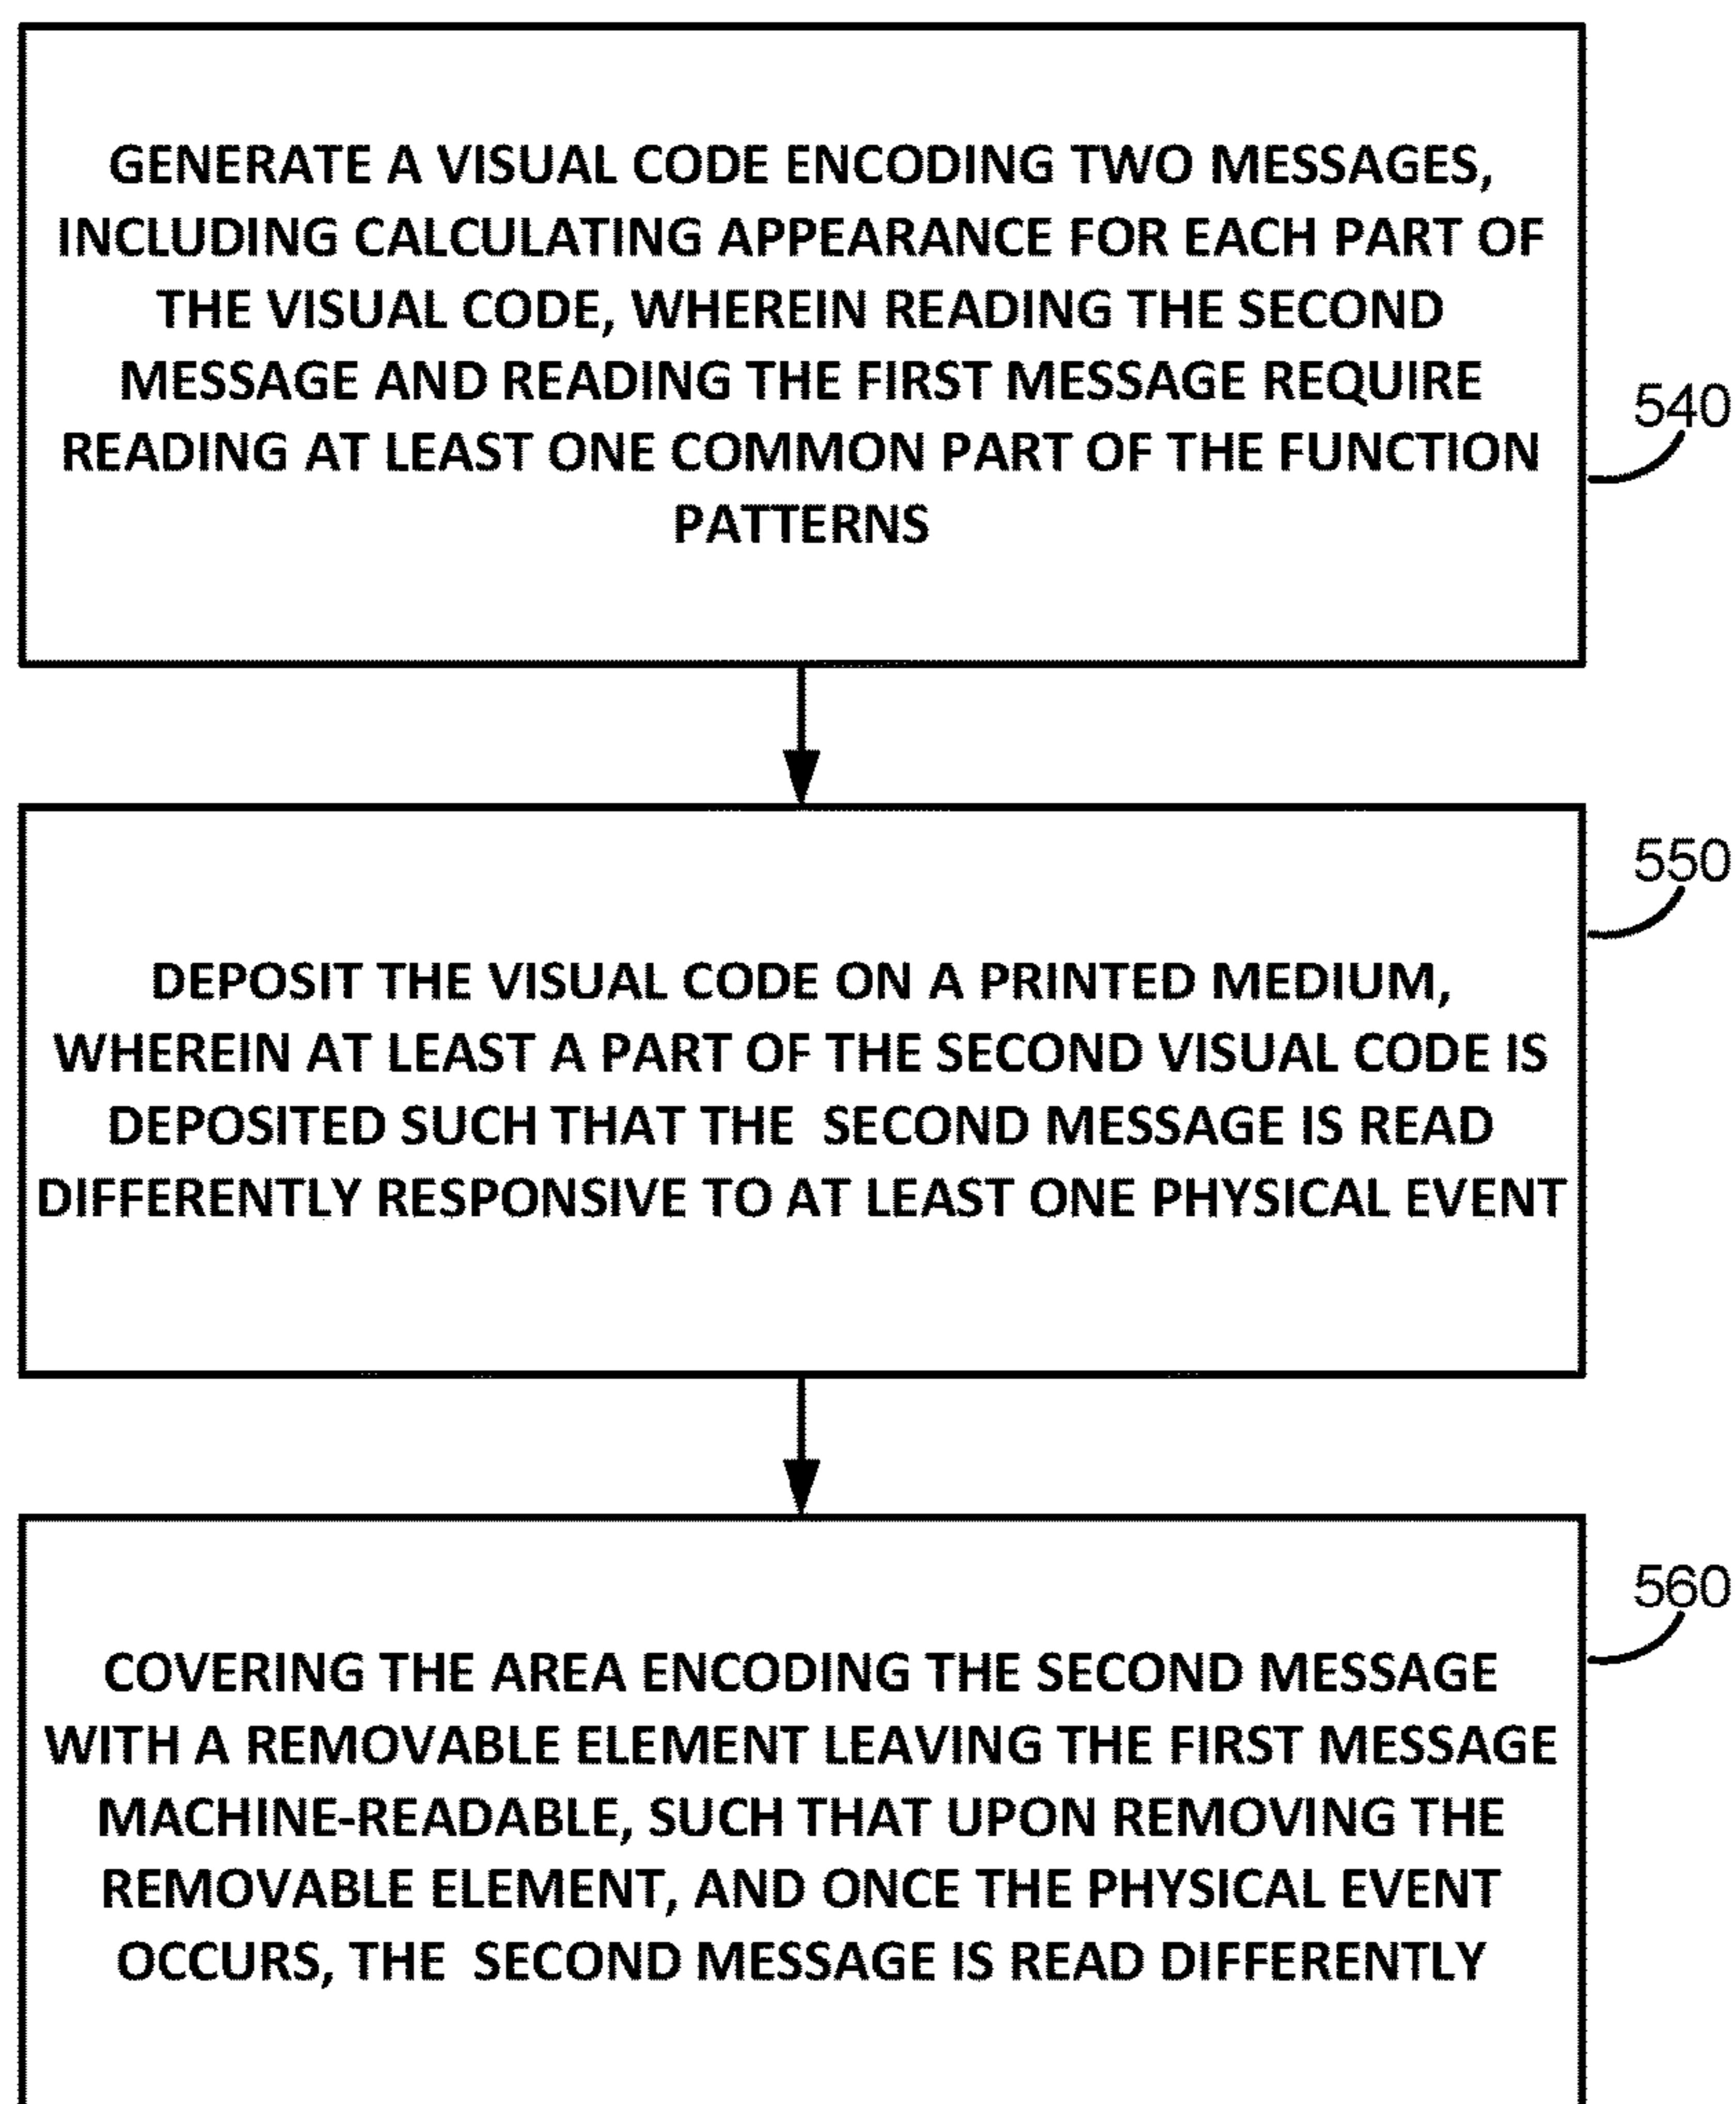 GENERATE A VISUAL CODE ENCODING TWO MESSAGES,
INCLUDING CALCULATING APPEARANCE FOR EACH PART OF
THE VISUAL CODE, WHEREIN READING THE SECOND
MESSAGE AND READING THE FIRST MESSAGE REQUIRE
READING AT LEAST ONE COMMON PART OF THE FUNCTION
PATTERNS
540
DEPOSIT THE VISUAL CODE ON A PRINTED MEDIUM,
WHEREIN AT LEAST A PART OF THE SECOND VISUAL CODE IS
DEPOSITED SUCH THAT THE SECOND MESSAGE IS READ
DIFFERENTLY RESPONSIVE TO AT LEAST ONE PHYSICAL EVENT
550
COVERING THE AREA ENCODING THE SECOND MESSAGE
WITH A REMOVABLE ELEMENT LEAVING THE FIRST MESSAGE
MACHINE-READABLE, SUCH THAT UPON REMOVING THE
REMOVABLE ELEMENT, AND ONCE THE PHYSICAL EVENT
OCCURS, THE SECOND MESSAGE IS READ DIFFERENTLY
560